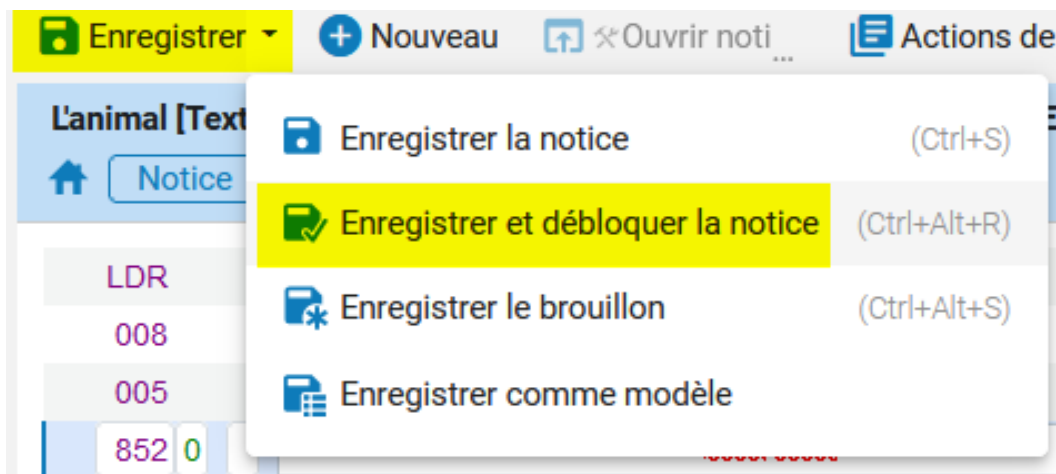 Enregistrer Nouveau Ouvrir noti... Actions de
L'animal [Text
Notice
Enregistrer la notice (Ctrl+S)
Enregistrer et débloquer la notice (Ctrl+Alt+R)
LDR
Enregistrer le brouillon (Ctrl+Alt+S)
008
005
Enregistrer comme modèle
852 0